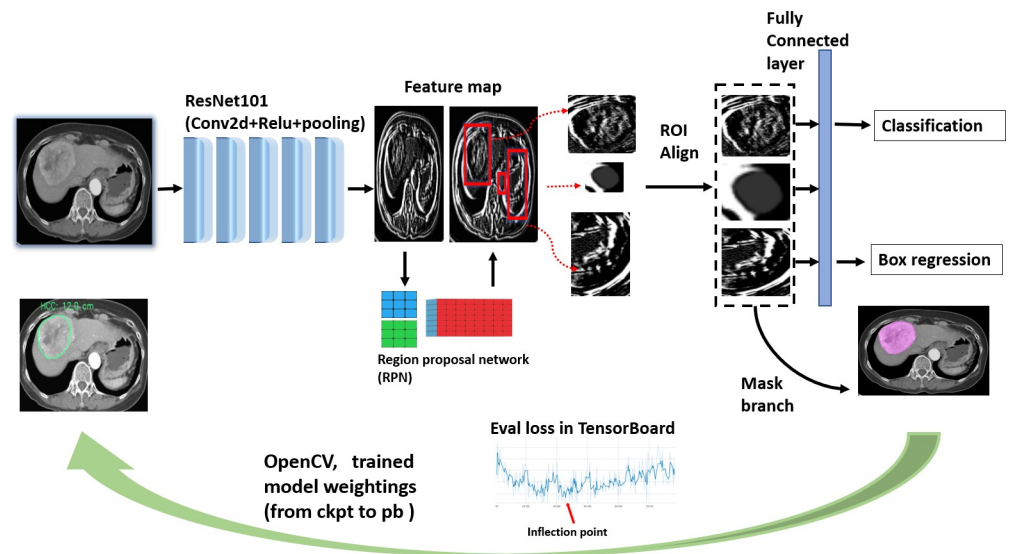 Fully
Connected
layer
ResNet101
(Conv2d+Relu+pooling)
Feature map
ROI
Align
Classification
Box regression
HCC: 12.0 cm
Region proposal network
(RPN)
Mask
branch
Eval loss in TensorBoard
OpenCV, trained
model weightings
(from ckpt to pb )
Inflection point